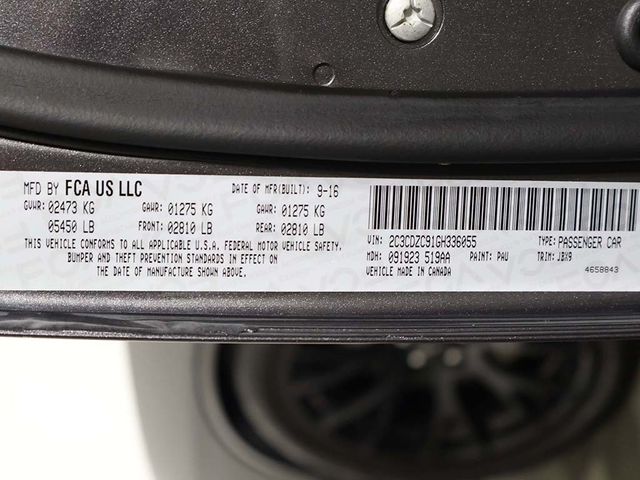 MFD BY FCA US LLC DATE OF MFR(BUILT): 9-16
GVWR: 02473 KG GAWR: 01275 KG GAWR: 01275 KG
05450 LB FRONT: 02810 LB REAR: 02810 LB
THIS VEHICLE CONFORMS TO ALL APPLICABLE U.S.A. FEDERAL MOTOR VEHICLE SAFETY,
BUMPER AND THEFT PREVENTION STANDARDS IN EFFECT ON
THE DATE OF MANUFACTURE SHOWN ABOVE.
VIN: 2C3CDZC91GH336055 TYPE: PASSENGER CAR
MDH: 091923 519AA PAINT: PAU TRIM: JBX9
VEHICLE MADE IN CANADA 4658843